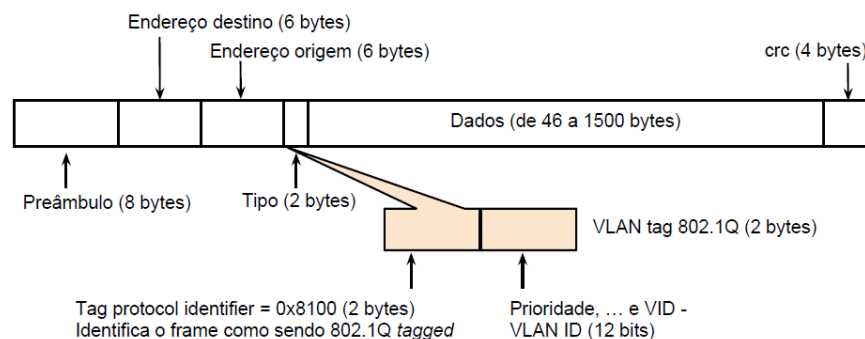 Endereço destino (6 bytes)
Endereço origem (6 bytes)
crc (4 bytes)
Dados (de 46 a 1500 bytes)
Preâmbulo (8 bytes)
Tipo (2 bytes)
VLAN tag 802.1Q (2 bytes)
Tag protocol identifier = 0x8100 (2 bytes)
Identifica o frame como sendo 802.1Q tagged
Prioridade, ... e VID -
VLAN ID (12 bits)